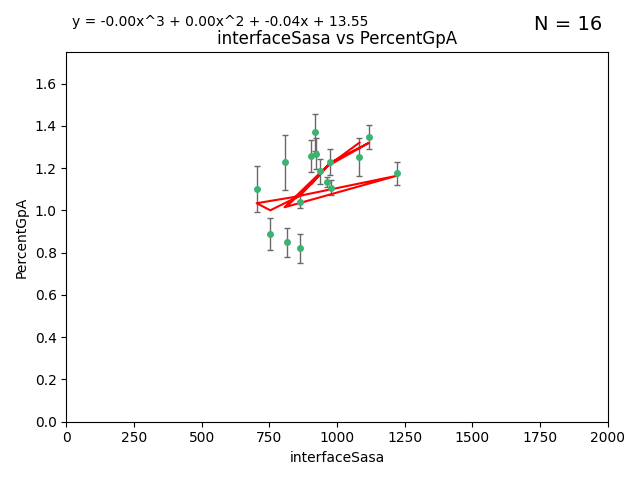 y = -0.00x^3 + 0.00x^2 + -0.04x + 13.55
N = 16
interfaceSasa vs PercentGpA
PercentGpA
1.6
1.4
1.2
1.0
0.8
0.6
0.4
0.2
0.0
0 250 500 750 1000 1250 1500 1750 2000
interfaceSasa